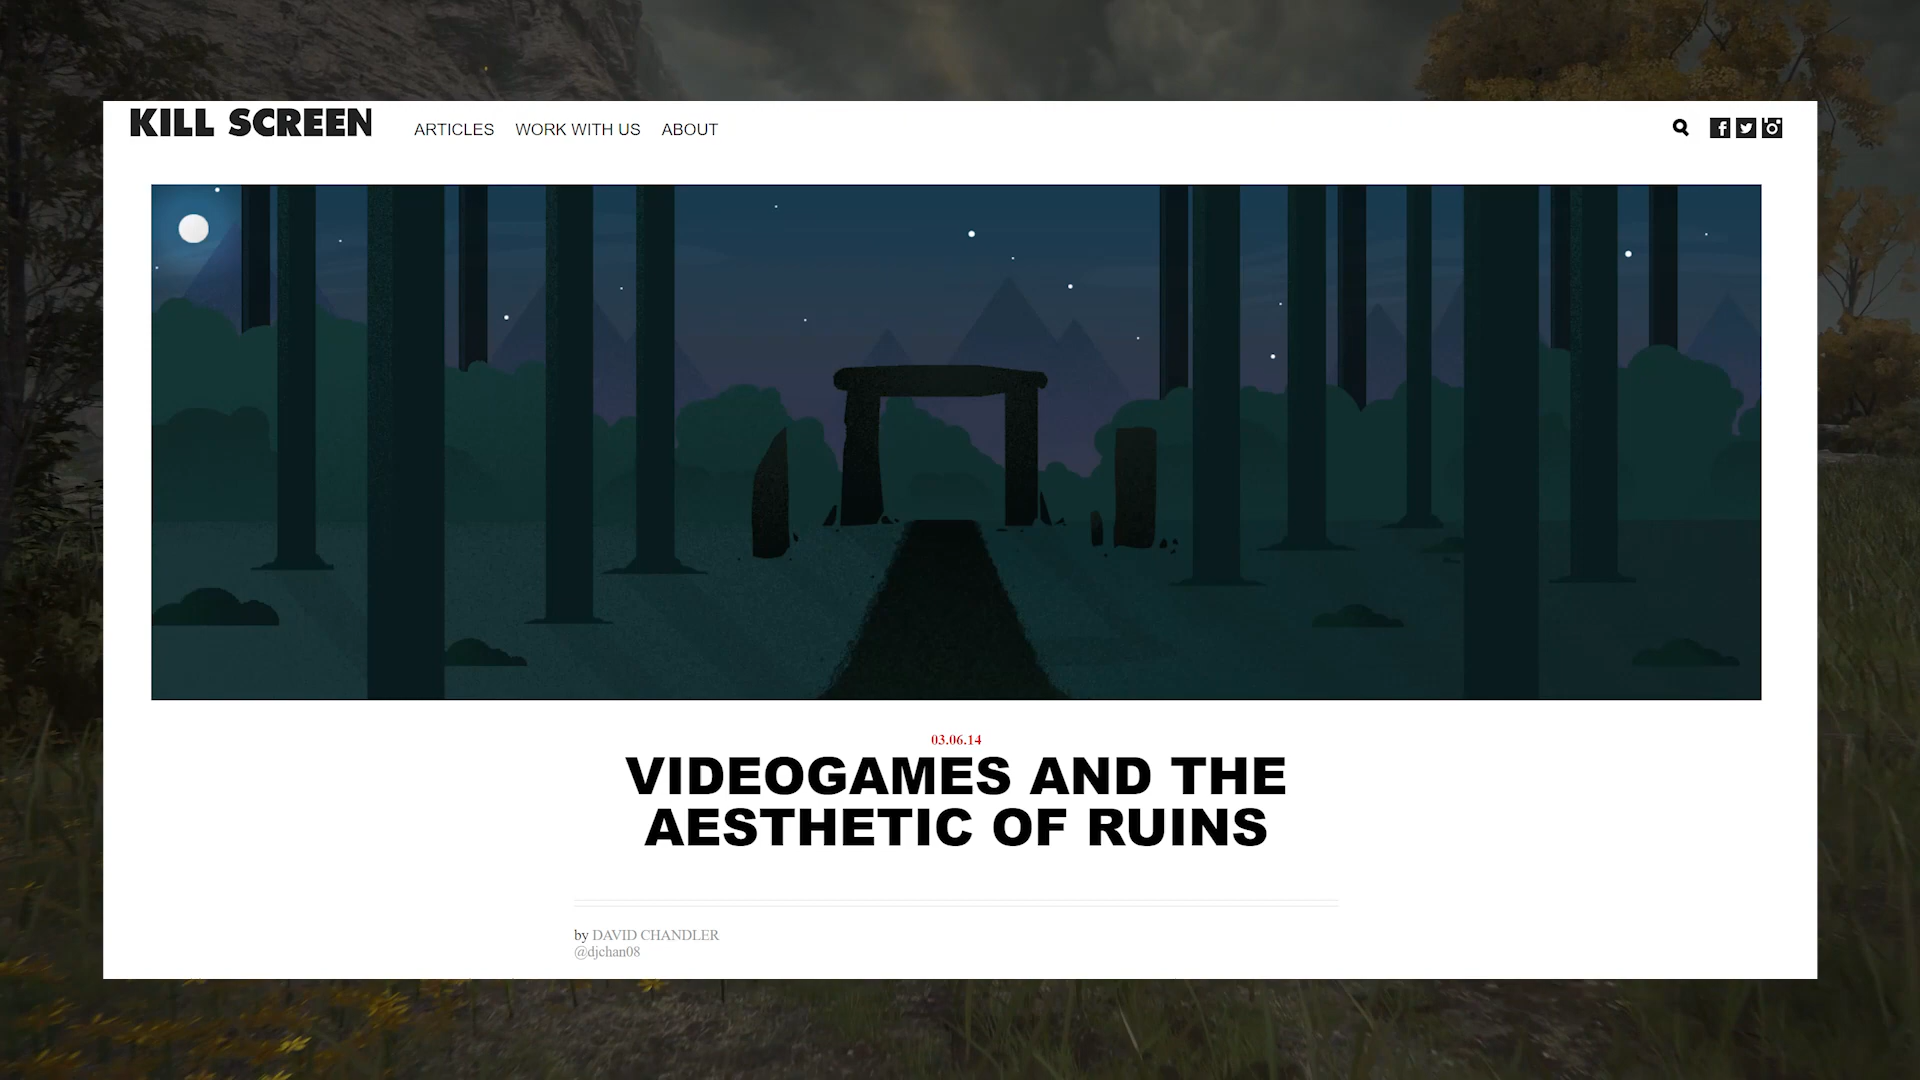 KILL SCREEN
ARTICLES WORK WITH US ABOUT
03.06.14
VIDEOGAMES AND THE
AESTHETIC OF RUINS
by DAVID CHANDLER
@djchan08